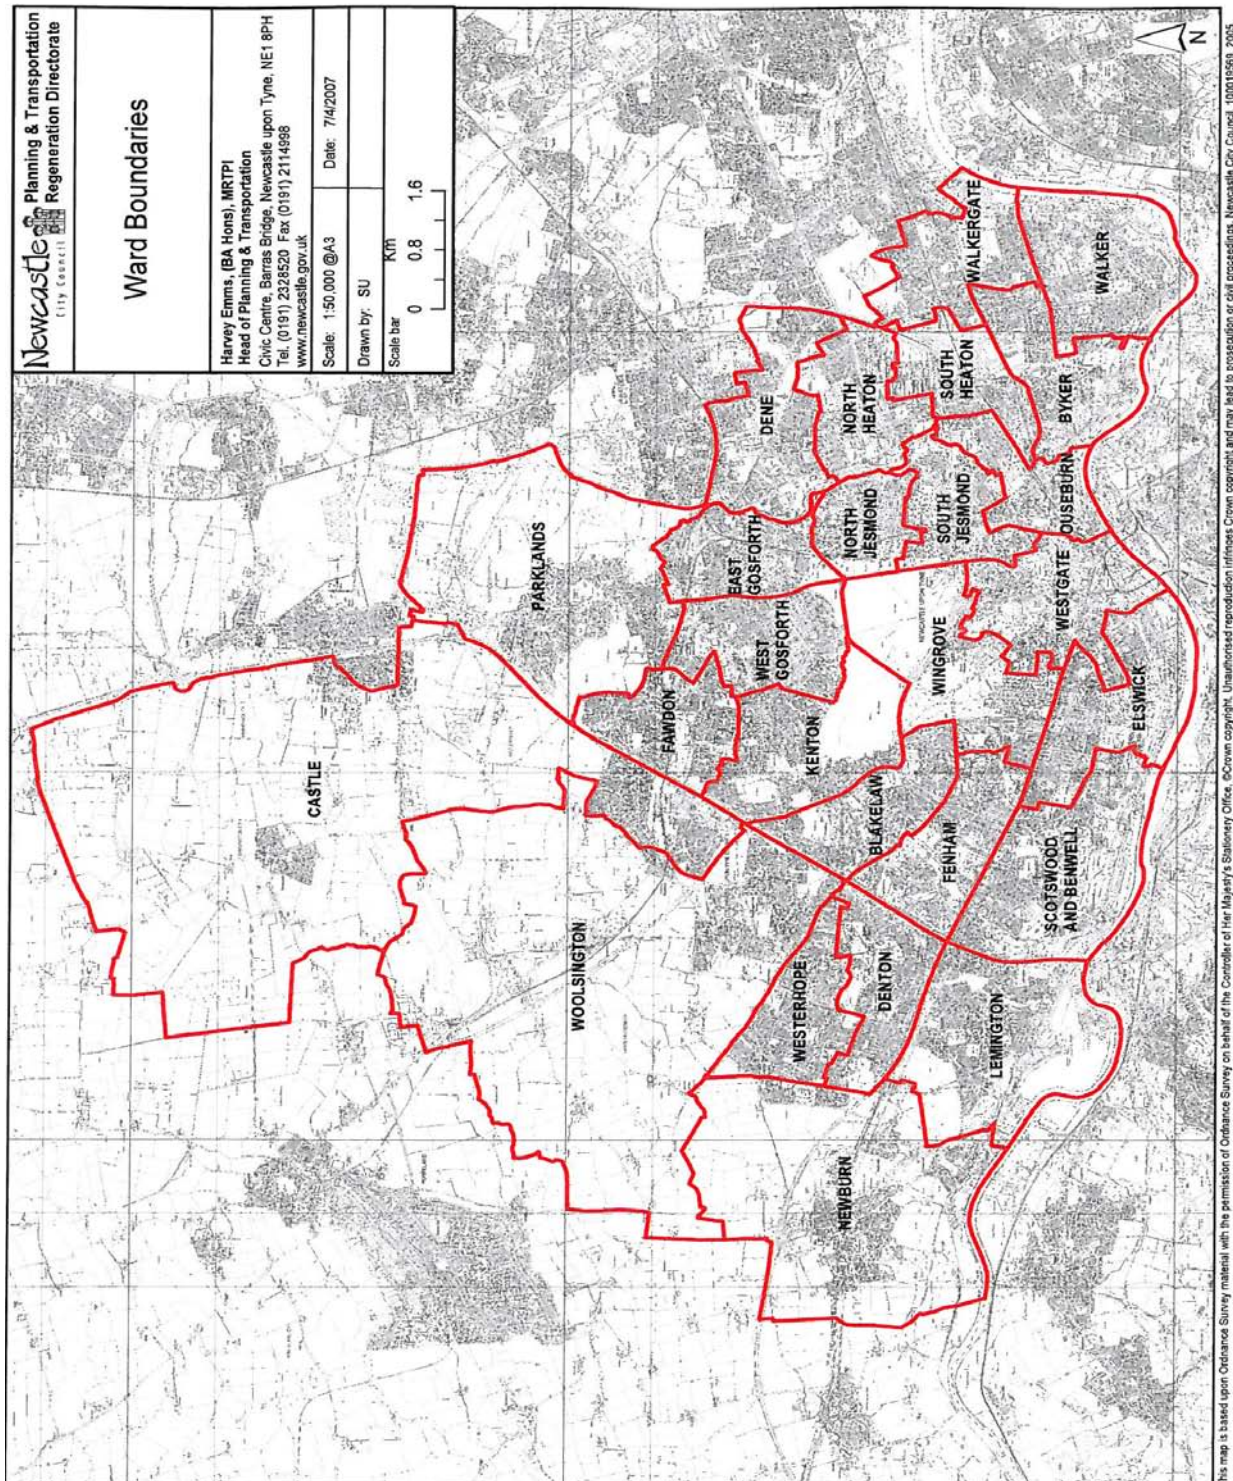 Newcastle
City Council
Planning & Transportation
Regeneration Directorate
Ward Boundaries
Harvey Emms, (BA Hons), MRTPI
Head of Planning & Transportation
Civic Centre, Barras Bridge, Newcastle upon Tyne, NE1 8PH
Tel. (0191) 2328520 Fax (0191) 2114998
www.newcastle.gov.uk
Scale: 1:50,000 @A3
Date: 7/4/2007
Drawn by: SU
Scale bar
Km
0 0.8 1.6
N
CASTLE
PARKLANDS
WOOLSINGTON
FAWDON
EAST
GOSFORTH
WEST
GOSFORTH
DENE
KENTON
NORTH
JESMOND
NORTH
HEATON
WESTERHOPE
DENTON
BLAKELAW
FENHAM
WINGROVE
NEWCASTLE UPON TYNE
SOUTH
JESMOND
SOUTH
HEATON
WALKERGATE
NEWBURN
LEMINGTON
SCOTSWOOD
AND BENWELL
ELSWICK
WESTGATE
OUSEBURN
BYKER
WALKER
his map is based upon Ordnance Survey material with the permission of Ordnance Survey on behalf of the Controller of Her Majesty's Stationery Office, ©Crown copyright. Unauthorised reproduction infringes Crown copyright and may lead to prosecution or civil proceedings. Newcastle City Council. 100019569, 2005